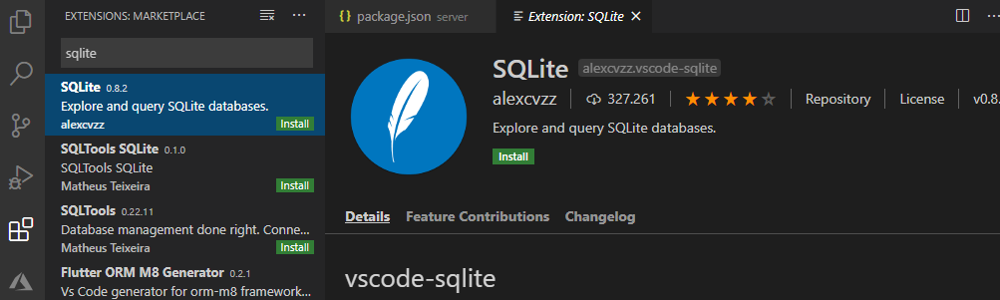 EXTENSIONS: MARKETPLACE
sqlite
SQLite 0.8.2
Explore and query SQLite databases.
alexcvzz Install
SQLTools SQLite 0.1.0
SQLTools SQLite
Matheus Teixeira Install
SQLTools 0.22.11
Database management done right. Conne...
Matheus Teixeira Install
Flutter ORM M8 Generator 0.2.1
Vs Code generator for orm-m8 framework...
{} package.json server
Extension: SQLite
SQLite alexcvzz.vscode-sqlite
alexcvzz 327.261 Repository License v0.8.
Explore and query SQLite databases.
Install
Details Feature Contributions Changelog
vscode-sqlite